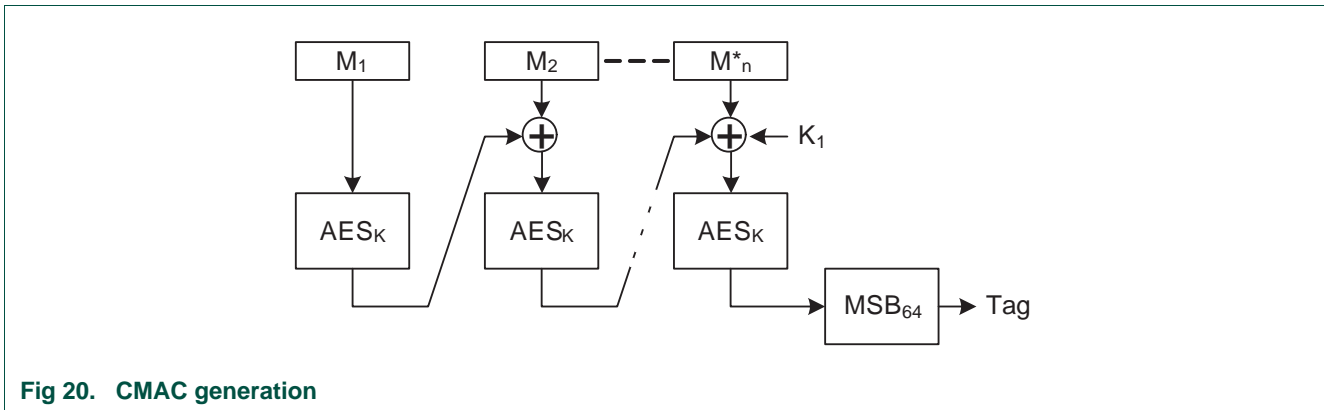 M₁ M₂ M*ₙ
K₁
AESₖ AESₖ AESₖ
MSB₆₄ Tag
Fig 20. CMAC generation